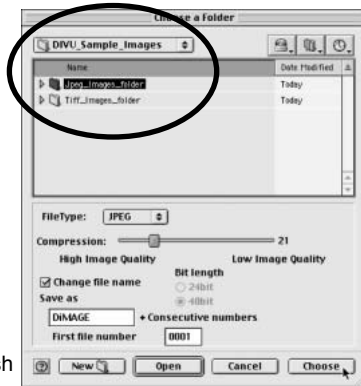 Choose a Folder
DIVU_Sample_Images
Name Date Modified
Jpeg_Images_folder Today
Tiff_Images_folder Today
FileType: JPEG
Compression: 21
High Image Quality Low Image Quality
Bit length
Change file name
24bit
Save as
48bit
DiMAGE + Consecutive numbers
First file number 0001
sh
? New Open Cancel Choose